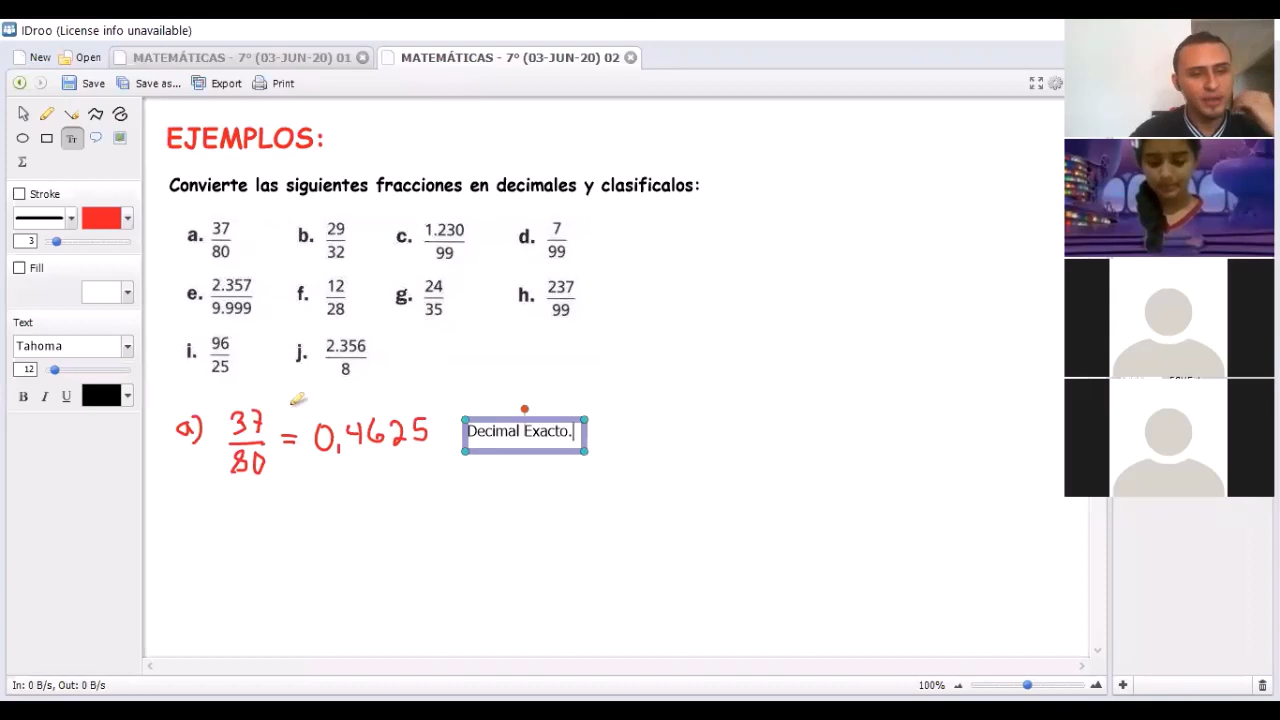 IDroo (License info unavailable)
New Open MATEMÁTICAS - 7º (03-JUN-20) 01 MATEMÁTICAS - 7º (03-JUN-20) 02
Save Save as... Export Print
EJEMPLOS:
Convierte las siguientes fracciones en decimales y clasificalos:
a. 37/80 b. 29/32 c. 1.230/99 d. 7/99
e. 2.357/9.999 f. 12/28 g. 24/35 h. 237/99
i. 96/25 j. 2.356/8
a) 37/80 = 0,4625 Decimal Exacto.
Tr
Σ
Stroke
3
Fill
Text
Tahoma
12
B I U
In: 0 B/s, Out: 0 B/s
100%